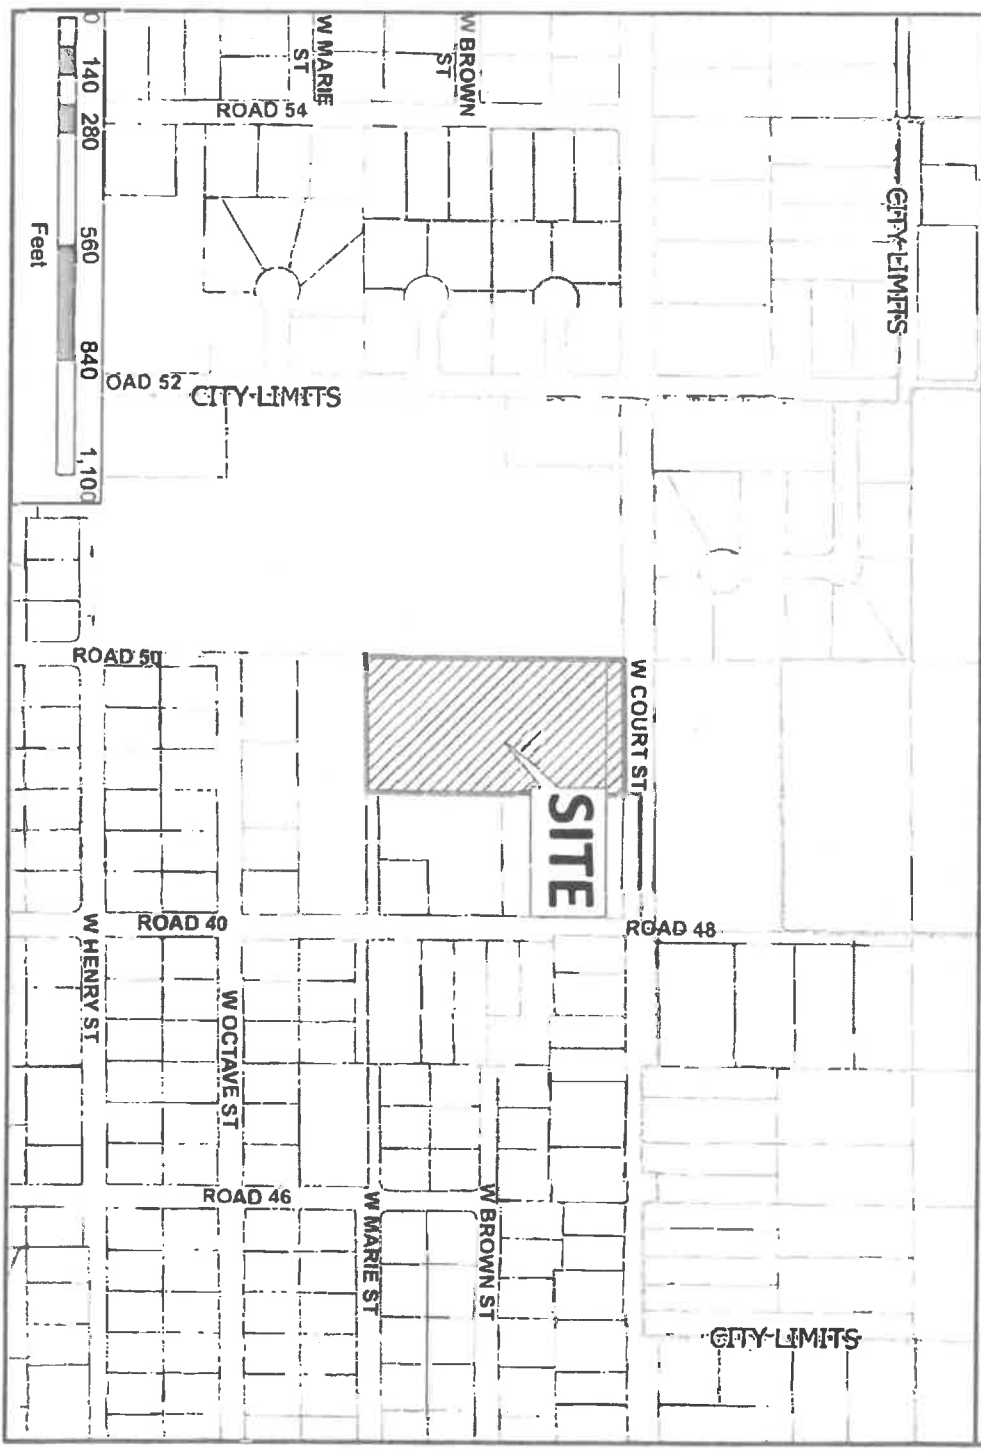 W MARIE
ST
W BROWN
ST
ROAD 54
CITY LIMITS
0 140 280 560 840 1,100
Feet
OAD 52
CITY LIMITS
ROAD 50
W COURT ST
SITE
ROAD 40
ROAD 48
W HENRY ST
W OCTAVE ST
ROAD 46
W MARIE ST
W BROWN ST
CITY LIMITS